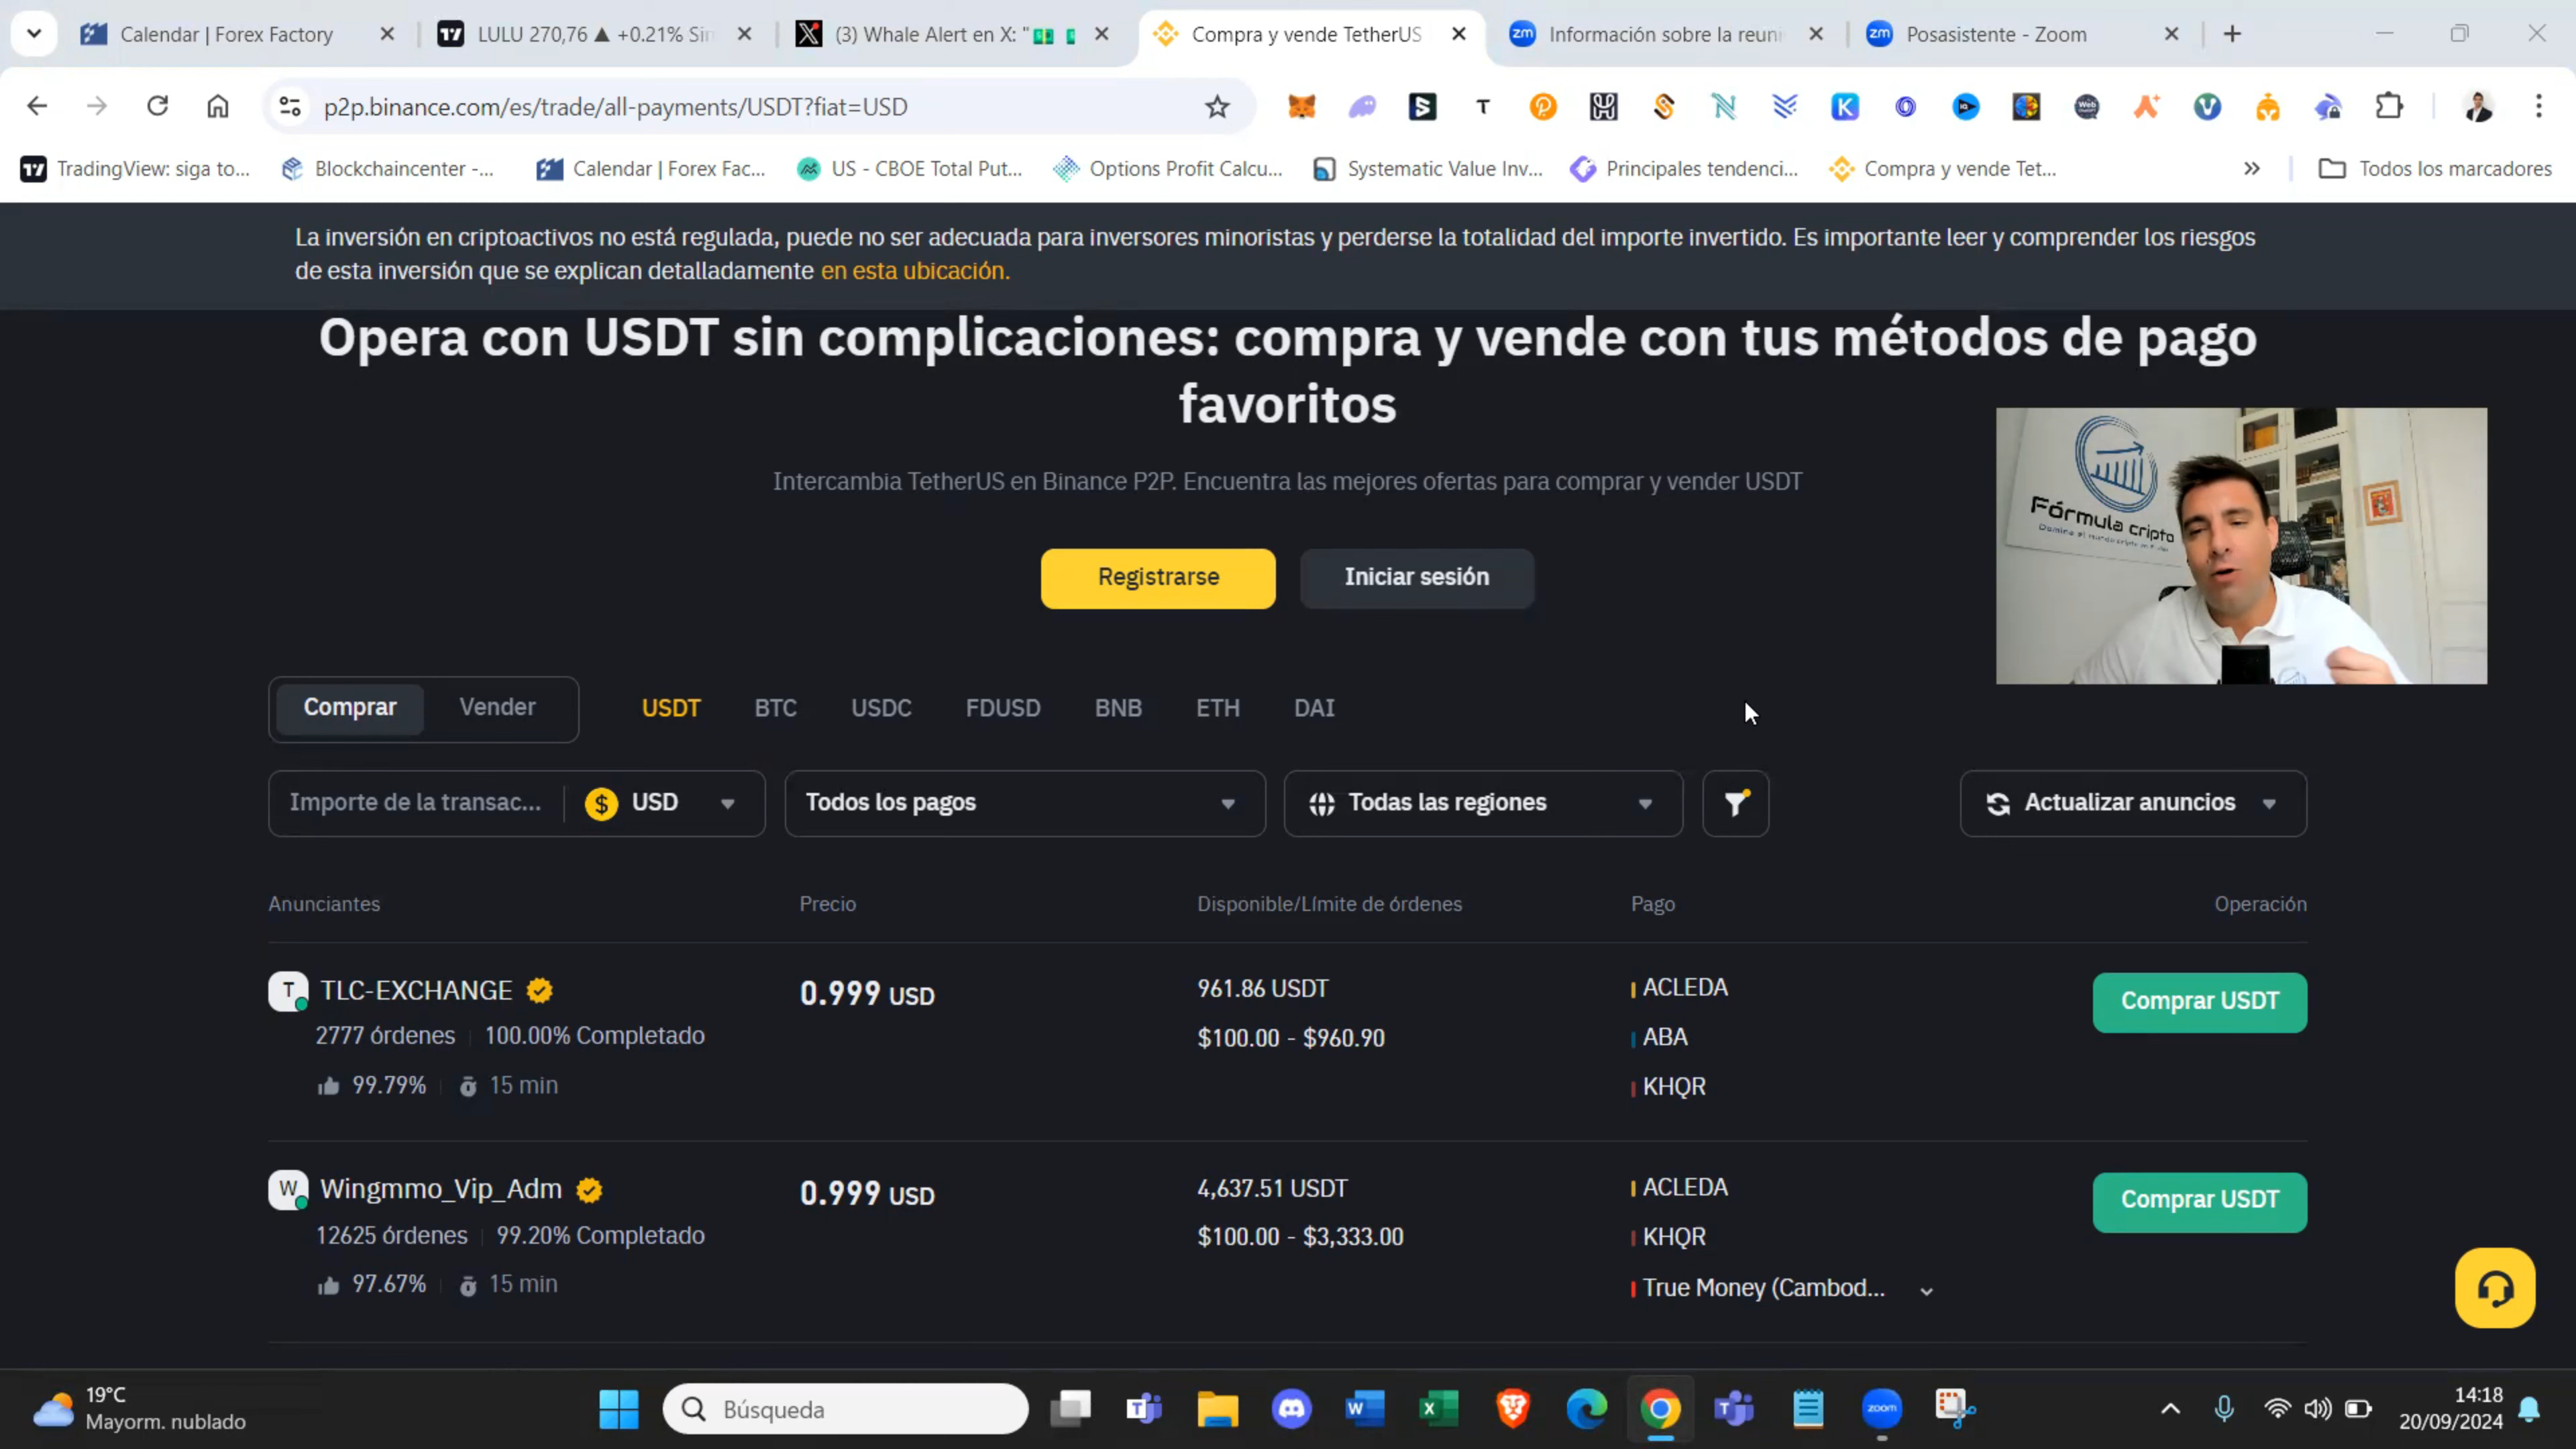 Calendar | Forex Factory
LULU 270,76 ▲ +0.21% Sin
(3) Whale Alert en X: "
Compra y vende TetherUS
Información sobre la reuni
Posasistente - Zoom
p2p.binance.com/es/trade/all-payments/USDT?fiat=USD
TradingView: siga to...
Blockchaincenter -...
Calendar | Forex Fac...
US - CBOE Total Put...
Options Profit Calcu...
Systematic Value Inv...
Principales tendenci...
Compra y vende Tet...
Todos los marcadores
La inversión en criptoactivos no está regulada, puede no ser adecuada para inversores minoristas y perderse la totalidad del importe invertido. Es importante leer y comprender los riesgos
de esta inversión que se explican detalladamente en esta ubicación.
Opera con USDT sin complicaciones: compra y vende con tus métodos de pago
favoritos
Intercambia TetherUS en Binance P2P. Encuentra las mejores ofertas para comprar y vender USDT
Fórmula cripto
Registrarse
Iniciar sesión
Comprar
Vender
USDT
BTC
USDC
FDUSD
BNB
ETH
DAI
Importe de la transac...
USD
Todos los pagos
Todas las regiones
Actualizar anuncios
Anunciantes
Precio
Disponible/Límite de órdenes
Pago
Operación
T
TLC-EXCHANGE
2777 órdenes
100.00% Completado
99.79%
15 min
0.999 USD
961.86 USDT
$100.00 - $960.90
ACLEDA
ABA
KHQR
Comprar USDT
W
Wingmmo_Vip_Adm
12625 órdenes
99.20% Completado
97.67%
15 min
0.999 USD
4,637.51 USDT
$100.00 - $3,333.00
ACLEDA
KHQR
True Money (Cambod...
Comprar USDT
19°C
Mayorm. nublado
Búsqueda
14:18
20/09/2024